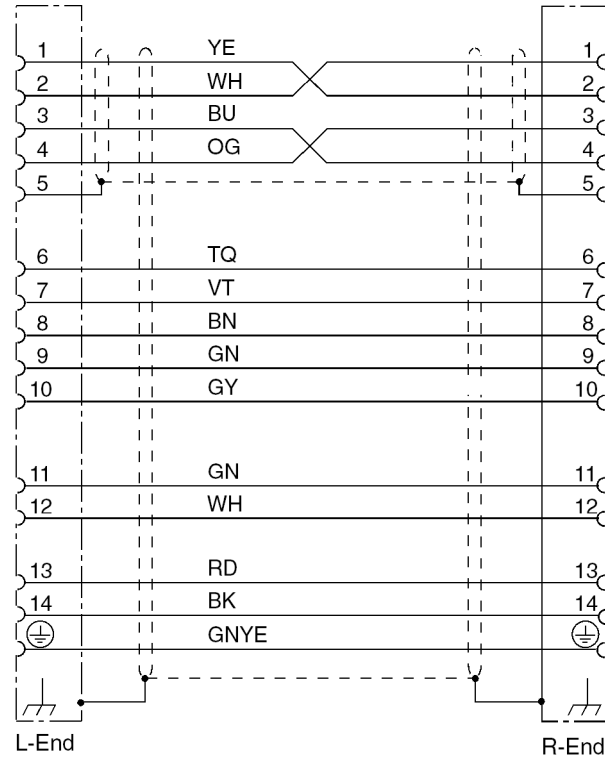 1 YE 1
2 WH 2
3 BU 3
4 OG 4
5 5
6 TQ 6
7 VT 7
8 BN 8
9 GN 9
10 GY 10
11 GN 11
12 WH 12
13 RD 13
14 BK 14
GNYE
L-End R-End